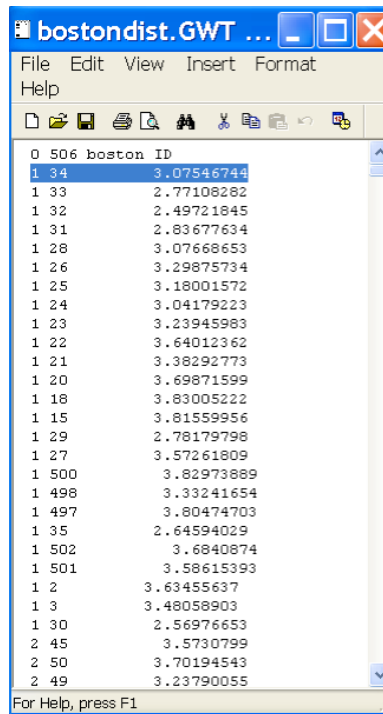 bostondist.GWT ...
File Edit View Insert Format
Help
0 506 boston ID
1 34 3.07546744
1 33 2.77108282
1 32 2.49721845
1 31 2.83677634
1 28 3.07668653
1 26 3.29875734
1 25 3.18001572
1 24 3.04179223
1 23 3.23945983
1 22 3.64012362
1 21 3.38292773
1 20 3.69871599
1 18 3.83005222
1 15 3.81559956
1 29 2.78179798
1 27 3.57261809
1 500 3.82973889
1 498 3.33241654
1 497 3.80474703
1 35 2.64594029
1 502 3.6840874
1 501 3.58615393
1 2 3.63455637
1 3 3.48058903
1 30 2.56976653
2 45 3.5730799
2 50 3.70194543
2 49 3.23790055
For Help, press F1